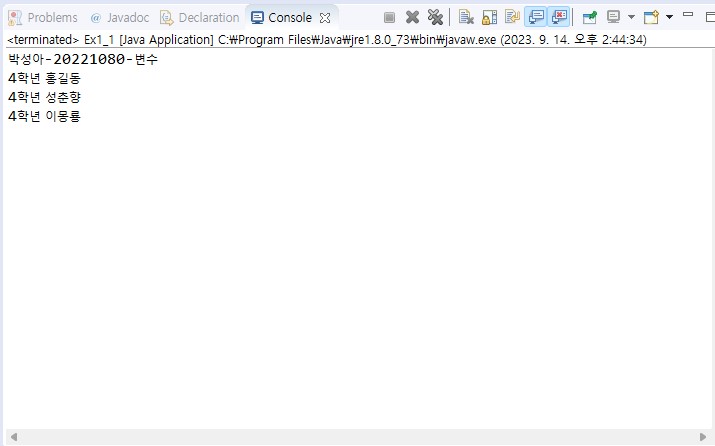 Problems @ Javadoc Declaration Console
<terminated> Ex1_1 [Java Application] C:₩Program Files₩Java₩jre1.8.0_73₩bin₩javaw.exe (2023. 9. 14. 오후 2:44:34)
박성아-20221080-변수
4학년 홍길동
4학년 성춘향
4학년 이몽룡